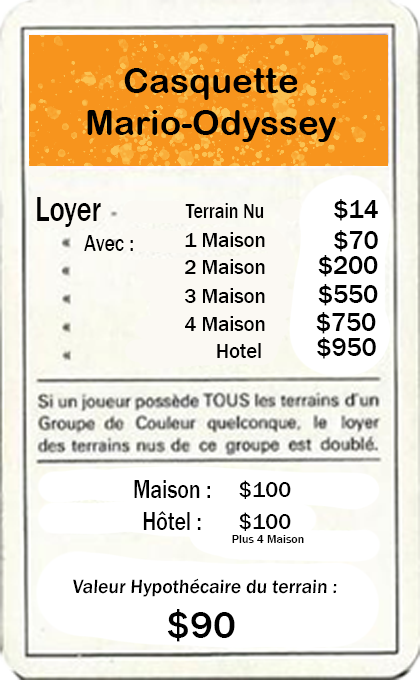 Casquette
Mario-Odyssey
Loyer - Terrain Nu $14
« Avec : 1 Maison $70
« 2 Maison $200
« 3 Maison $550
« 4 Maison $750
« Hotel $950
Si un joueur possède TOUS les terrains d'un
Groupe de Couleur quelconque, le loyer
des terrains nus de ce groupe est doublé.
Maison : $100
Hôtel : $100
Plus 4 Maison
Valeur Hypothécaire du terrain :
$90